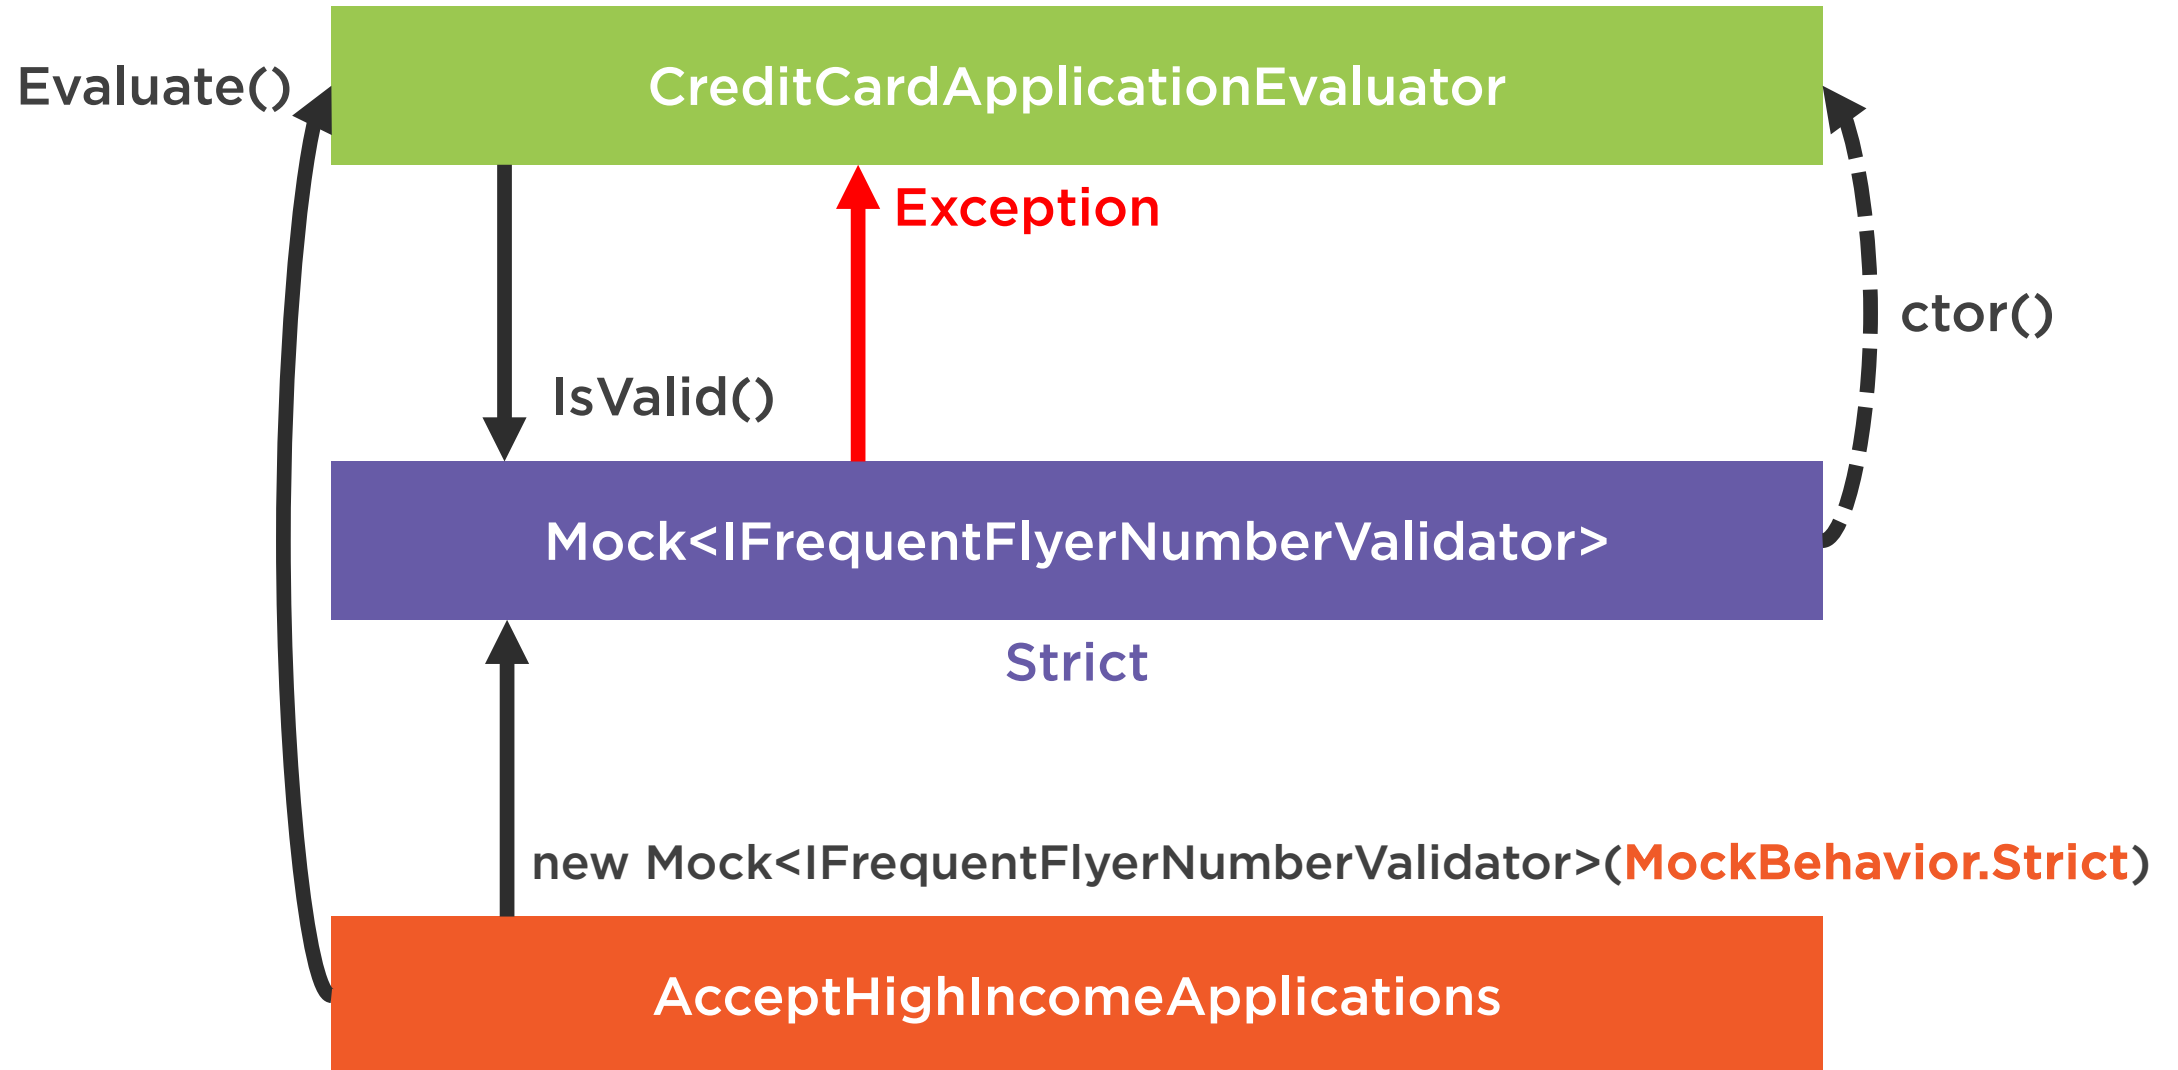 Evaluate()
CreditCardApplicationEvaluator
Exception
ctor()
IsValid()
Mock<IFrequentFlyerNumberValidator>
Strict
new Mock<IFrequentFlyerNumberValidator>(MockBehavior.Strict)
AcceptHighIncomeApplications